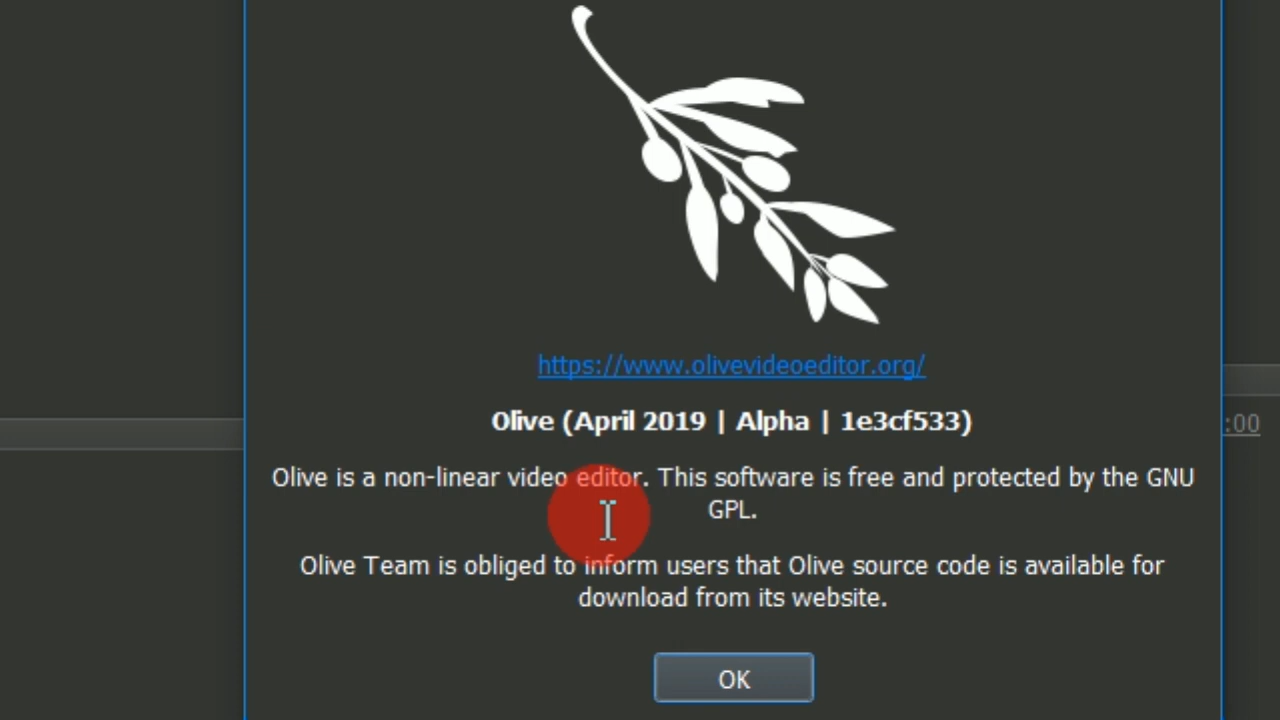 https://www.olivevideoeditor.org/
Olive (April 2019 | Alpha | 1e3cf533)
:00
Olive is a non-linear video editor. This software is free and protected by the GNU
GPL.
Olive Team is obliged to inform users that Olive source code is available for
download from its website.
OK